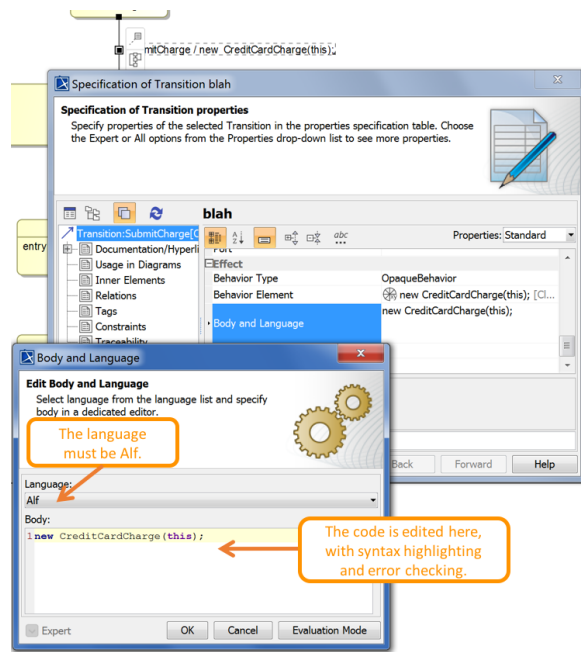 mitCharge / new CreditCardCharge(this);
Specification of Transition blah
Specification of Transition properties
Specify properties of the selected Transition in the properties specification table. Choose
the Expert or All options from the Properties drop-down list to see more properties.
blah
Transition:SubmitCharge[C
Documentation/Hyperli
Usage in Diagrams
Inner Elements
Relations
Tags
Constraints
Traceability
entry
abc
Properties: Standard
Port
Effect
Behavior Type OpaqueBehavior
Behavior Element new CreditCardCharge(this); [Cl...
Body and Language new CreditCardCharge(this);
Back Forward Help
Body and Language
Edit Body and Language
Select language from the language list and specify
body in a dedicated editor.
The language
must be Alf.
Language:
Alf
Body:
1 new CreditCardCharge(this);
The code is edited here,
with syntax highlighting
and error checking.
Expert OK Cancel Evaluation Mode